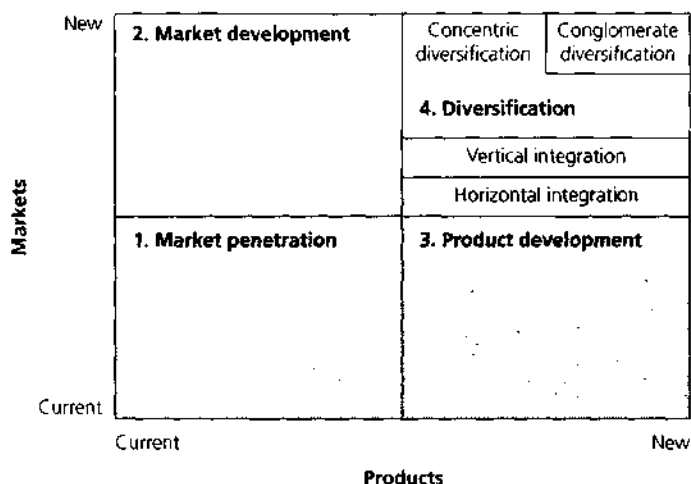 New
2. Market development
Concentric
diversification
Conglomerate
diversification
4. Diversification
Vertical integration
Horizontal integration
Markets
1. Market penetration
3. Product development
Current
Current
New
Products